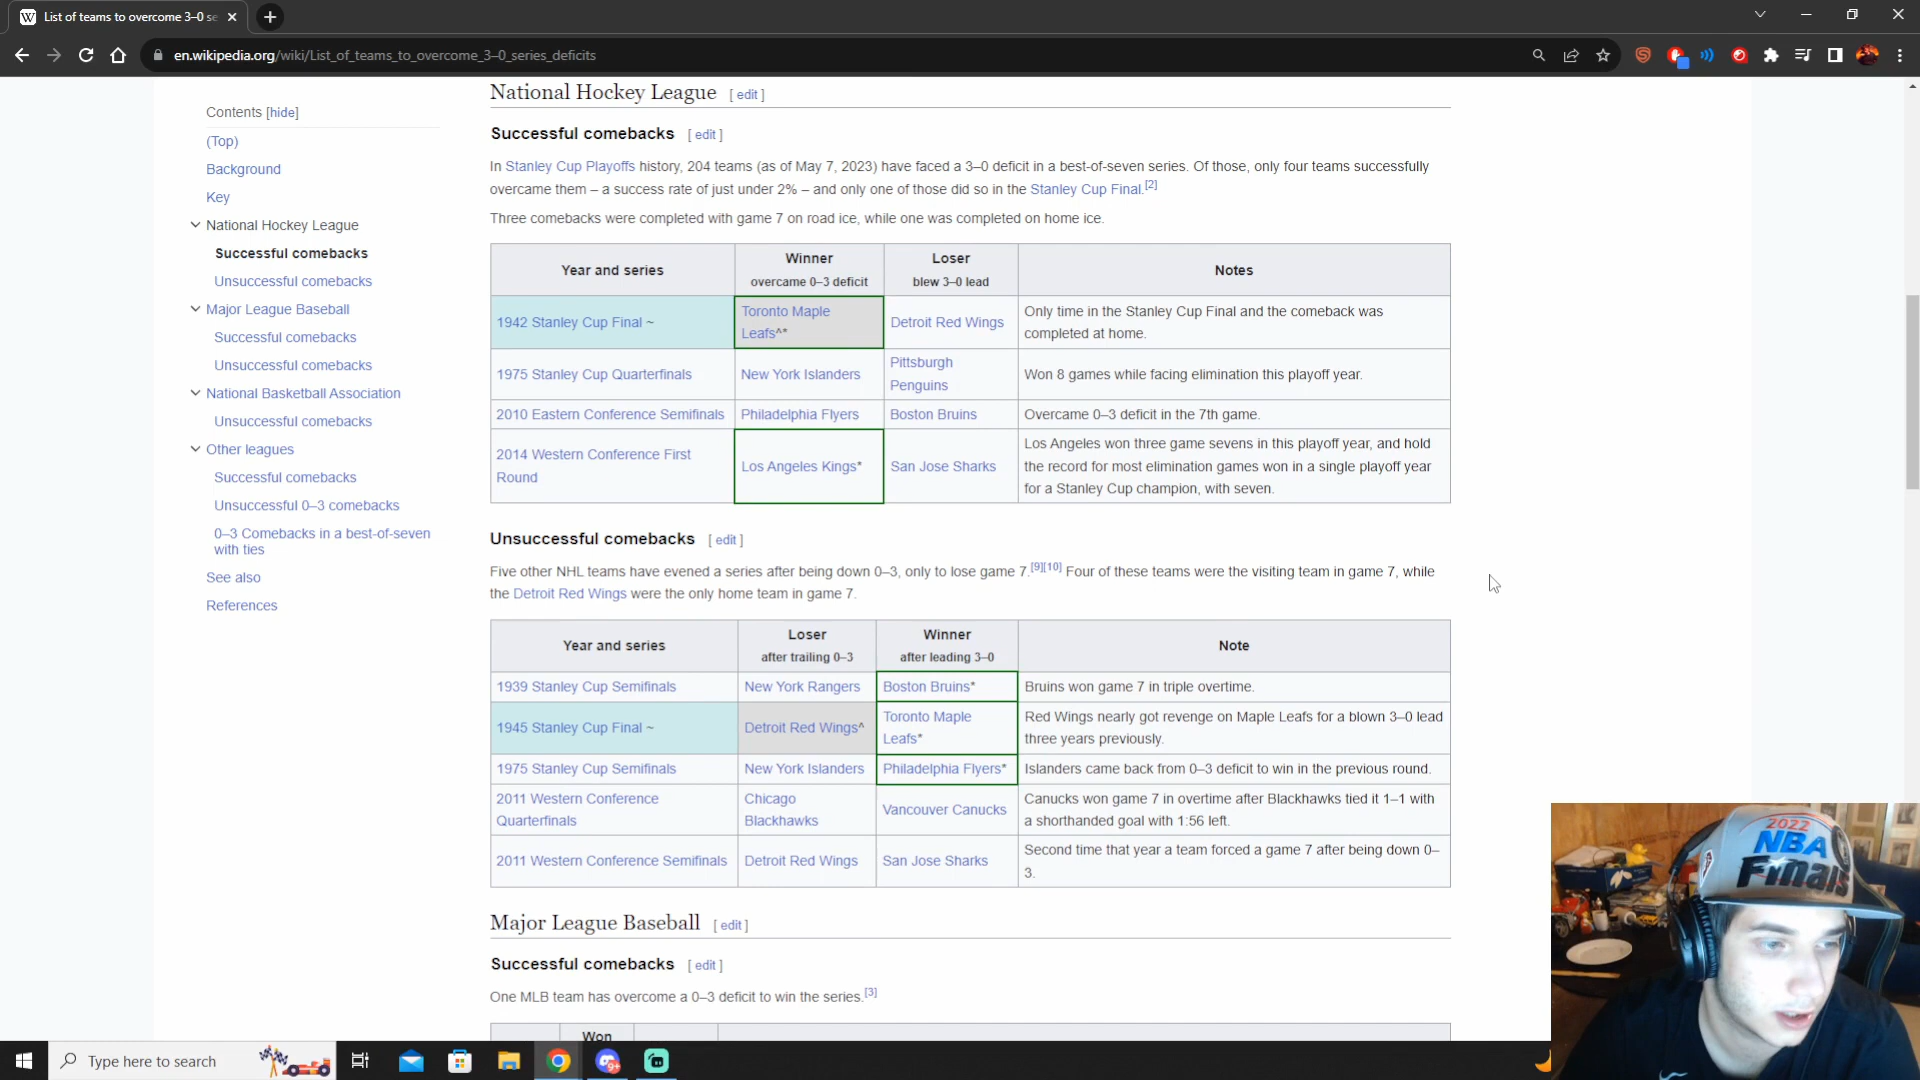 List of teams to overcome 3–0 se
en.wikipedia.org/wiki/List_of_teams_to_overcome_3–0_series_deficits
Contents [hide]
(Top)
Background
Key
National Hockey League
Successful comebacks
Unsuccessful comebacks
Major League Baseball
Successful comebacks
Unsuccessful comebacks
National Basketball Association
Unsuccessful comebacks
Other leagues
Successful comebacks
Unsuccessful 0–3 comebacks
0–3 Comebacks in a best-of-seven
with ties
See also
References
National Hockey League [ edit ]
Successful comebacks [ edit ]
In Stanley Cup Playoffs history, 204 teams (as of May 7, 2023) have faced a 3–0 deficit in a best-of-seven series. Of those, only four teams successfully
overcame them – a success rate of just under 2% – and only one of those did so in the Stanley Cup Final.[2]
Three comebacks were completed with game 7 on road ice, while one was completed on home ice.
Year and series
Winner
overcame 0–3 deficit
Loser
blew 3–0 lead
Notes
1942 Stanley Cup Final ~
Toronto Maple
Leafs^*
Detroit Red Wings
Only time in the Stanley Cup Final and the comeback was
completed at home.
1975 Stanley Cup Quarterfinals
New York Islanders
Pittsburgh
Penguins
Won 8 games while facing elimination this playoff year.
2010 Eastern Conference Semifinals
Philadelphia Flyers
Boston Bruins
Overcame 0–3 deficit in the 7th game.
2014 Western Conference First
Round
Los Angeles Kings*
San Jose Sharks
Los Angeles won three game sevens in this playoff year, and hold
the record for most elimination games won in a single playoff year
for a Stanley Cup champion, with seven.
Unsuccessful comebacks [ edit ]
Five other NHL teams have evened a series after being down 0–3, only to lose game 7.[9][10] Four of these teams were the visiting team in game 7, while
the Detroit Red Wings were the only home team in game 7.
Year and series
Loser
after trailing 0–3
Winner
after leading 3–0
Note
1939 Stanley Cup Semifinals
New York Rangers
Boston Bruins*
Bruins won game 7 in triple overtime.
1945 Stanley Cup Final ~
Detroit Red Wings^
Toronto Maple
Leafs*
Red Wings nearly got revenge on Maple Leafs for a blown 3–0 lead
three years previously.
1975 Stanley Cup Semifinals
New York Islanders
Philadelphia Flyers*
Islanders came back from 0–3 deficit to win in the previous round.
2011 Western Conference
Quarterfinals
Chicago
Blackhawks
Vancouver Canucks
Canucks won game 7 in overtime after Blackhawks tied it 1–1 with
a shorthanded goal with 1:56 left.
2011 Western Conference Semifinals
Detroit Red Wings
San Jose Sharks
Second time that year a team forced a game 7 after being down 0–
3.
Major League Baseball [ edit ]
Successful comebacks [ edit ]
One MLB team has overcome a 0–3 deficit to win the series.[3]
Won
2022
NBA
Finals
Type here to search